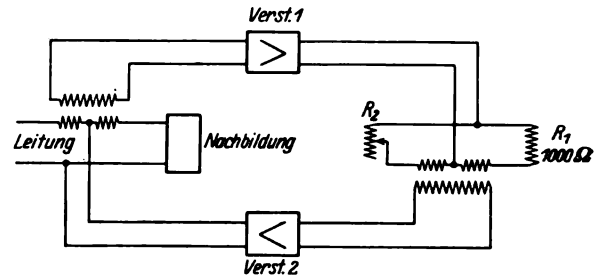 Verst.1
>
R2
R1
1000 Ω
Leitung
Nachbildung
<
Verst.2